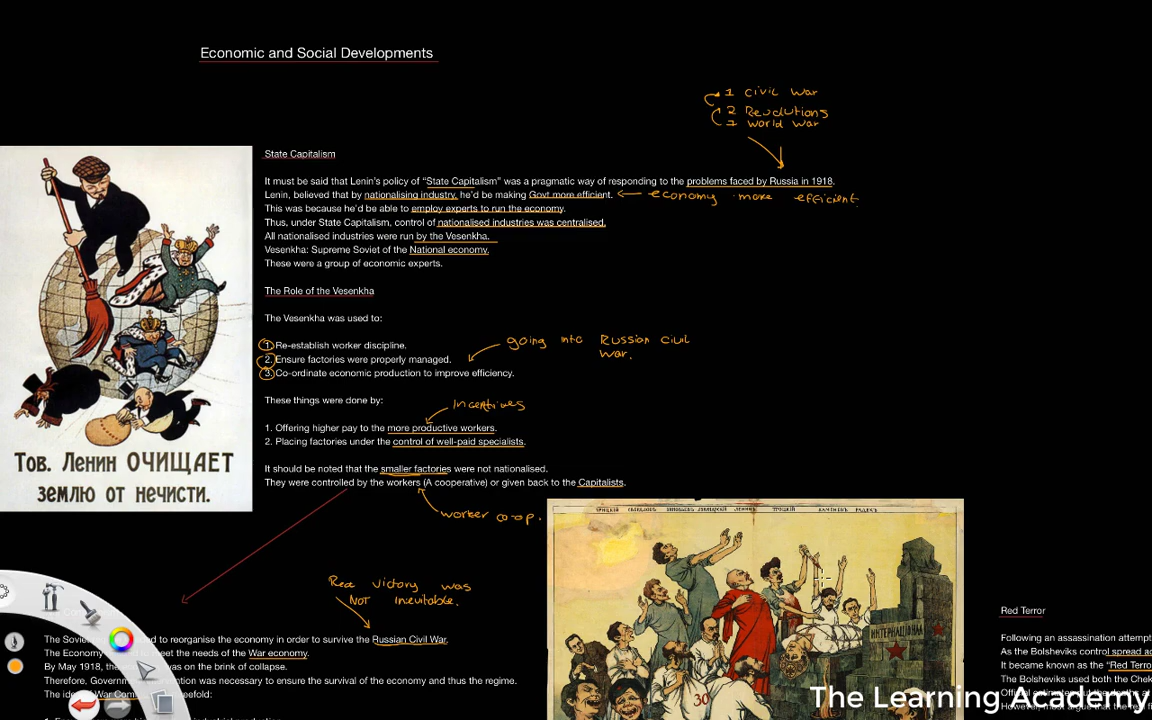 Economic and Social Developments
1 Civil War
2 Revolutions
1 World War
State Capitalism
It must be said that Lenin's policy of “State Capitalism” was a pragmatic way of responding to the problems faced by Russia in 1918.
Lenin, believed that by nationalising industry, he'd be making Govt more efficient.
economy more efficient
This was because he'd be able to employ experts to run the economy.
Thus, under State Capitalism, control of nationalised industries was centralised.
All nationalised industries were run by the Vesenkha.
Vesenkha: Supreme Soviet of the National economy.
These were a group of economic experts.
The Role of the Vesenkha
The Vesenkha was used to:
1. Re-establish worker discipline.
2. Ensure factories were properly managed.
3. Co-ordinate economic production to improve efficiency.
going into Russian civil
war.
These things were done by:
Incentives
1. Offering higher pay to the more productive workers.
2. Placing factories under the control of well-paid specialists.
It should be noted that the smaller factories were not nationalised.
They were controlled by the workers (A cooperative) or given back to the Capitalists.
worker co-op.
Тов. Ленин ОЧИЩАЕТ
землю от нечисти.
Red victory was
NOT inevitable.
The Soviet to reorganise the economy in order to survive the Russian Civil War.
The Economy meet the needs of the War economy.
By May 1918, the was on the brink of collapse.
Therefore, Government intervention was necessary to ensure the survival of the economy and thus the regime.
The War
ИНТЕРНАЦІОНАЛА
30
Red Terror
Following an assassination attempt
As the Bolsheviks control spread
It became known as the “Red Terro
The Bolsheviks used both the Chek
The Learning Academy